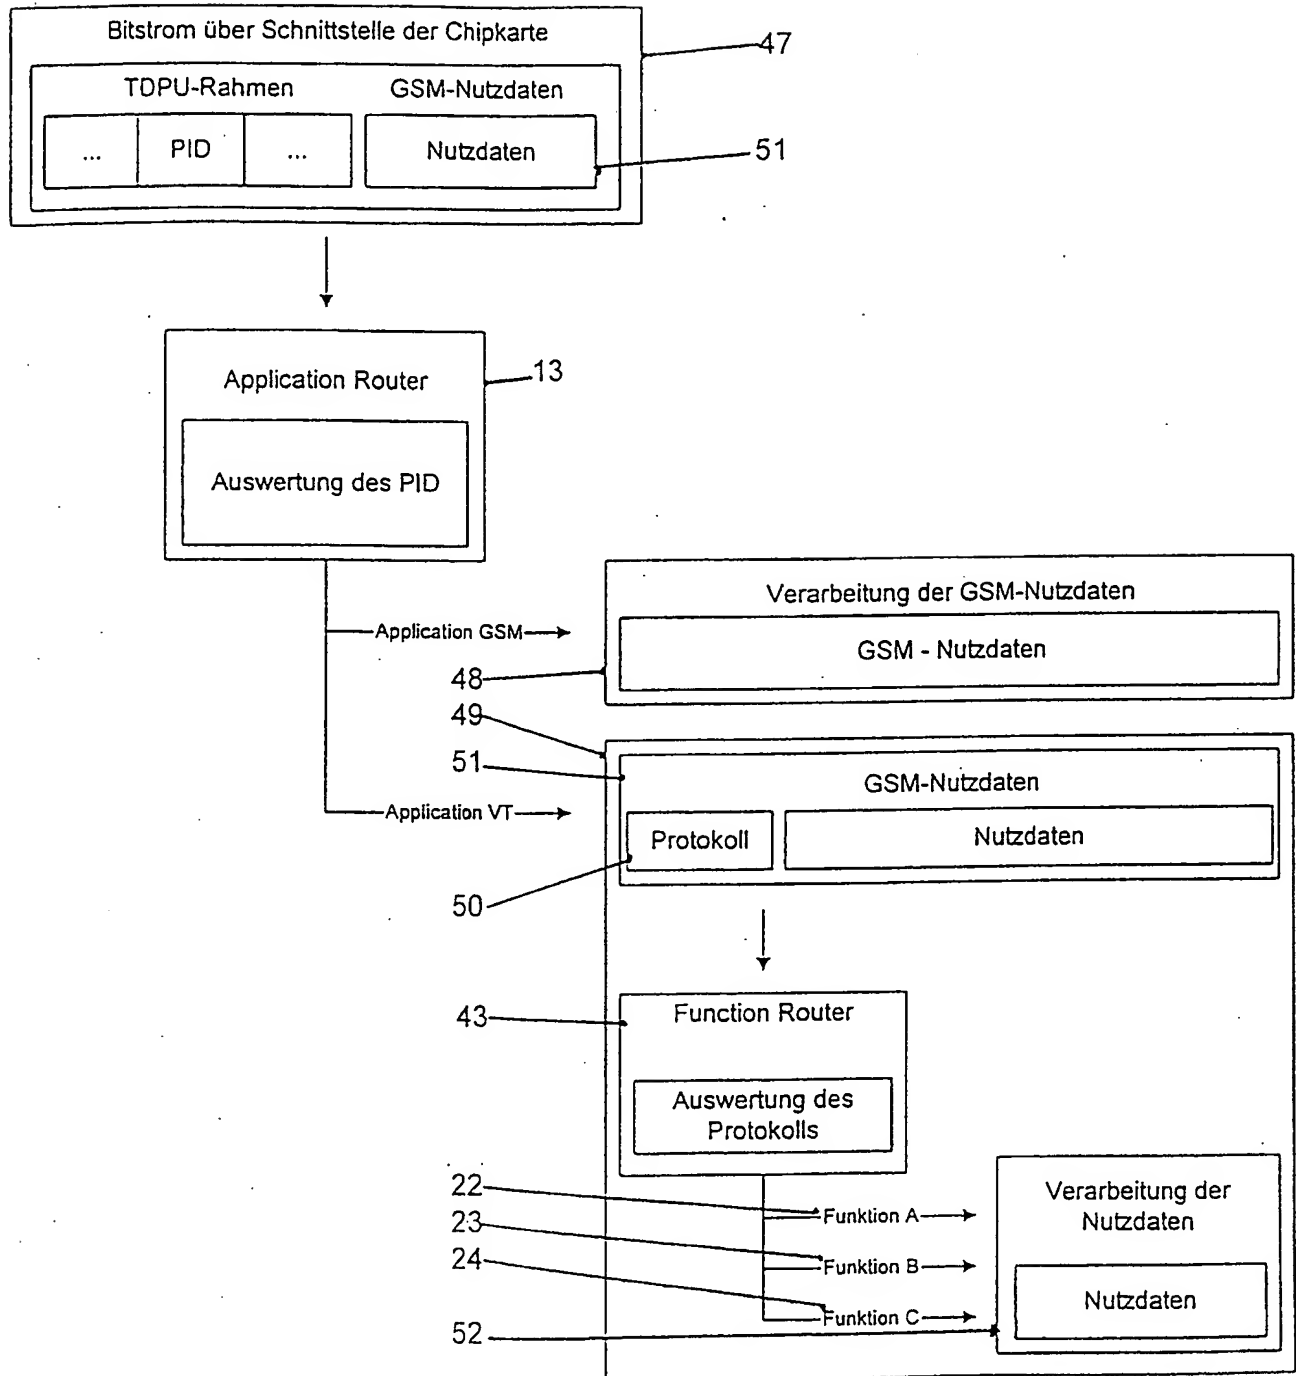 Bitstrom über Schnittstelle der Chipkarte
47
TDPU-Rahmen
GSM-Nutzdaten
...
PID
...
Nutzdaten
51
Application Router
13
Auswertung des PID
Verarbeitung der GSM-Nutzdaten
Application GSM
GSM - Nutzdaten
48
49
51
GSM-Nutzdaten
Application VT
Protokoll
Nutzdaten
50
43
Function Router
Auswertung des
Protokolls
22
Verarbeitung der
Nutzdaten
23
Funktion A
24
Funktion B
Nutzdaten
Funktion C
52